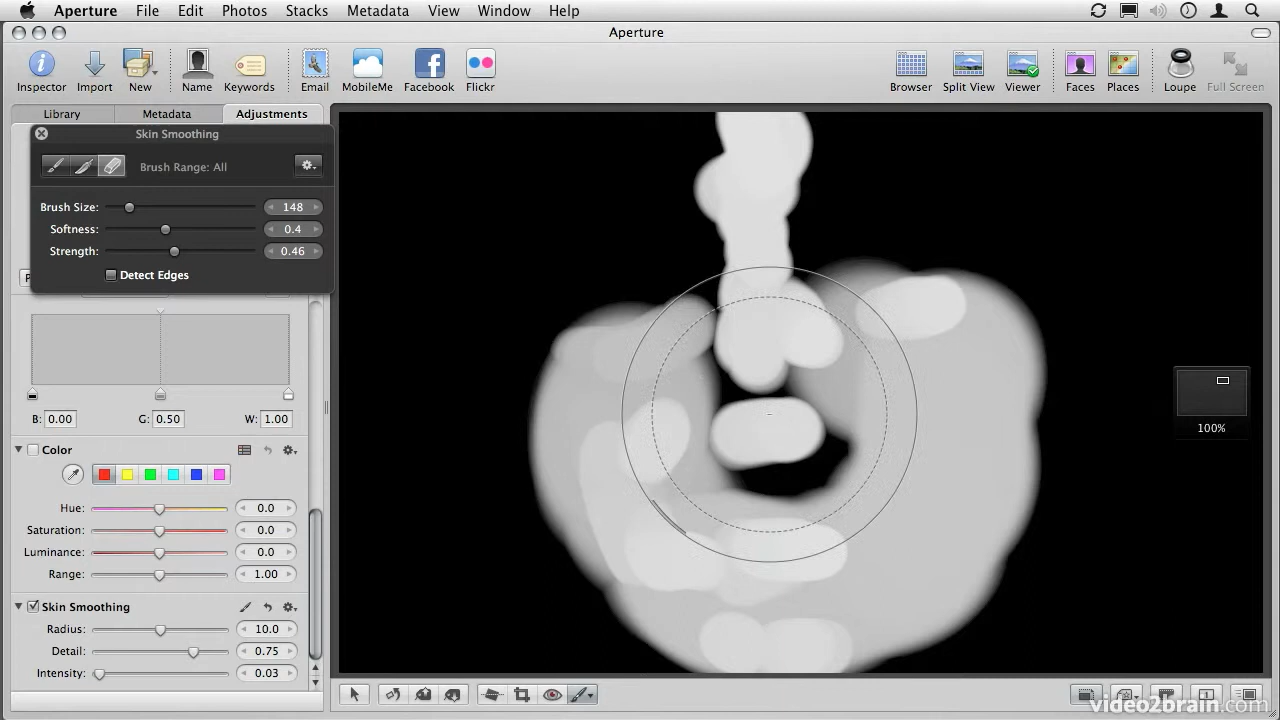 Aperture File Edit Photos Stacks Metadata View Window Help
Aperture
Inspector Import New Name Keywords Email MobileMe Facebook Flickr Browser Split View Viewer Faces Places Loupe Full Screen
Library Metadata Adjustments
Skin Smoothing
Brush Range: All
Brush Size: 148
Softness: 0.4
Strength: 0.46
Detect Edges
B: 0.00 G: 0.50 W: 1.00
100%
Color
Hue: 0.0
Saturation: 0.0
Luminance: 0.0
Range: 1.00
Skin Smoothing
Radius: 10.0
Detail: 0.75
Intensity: 0.03
video2brain.com